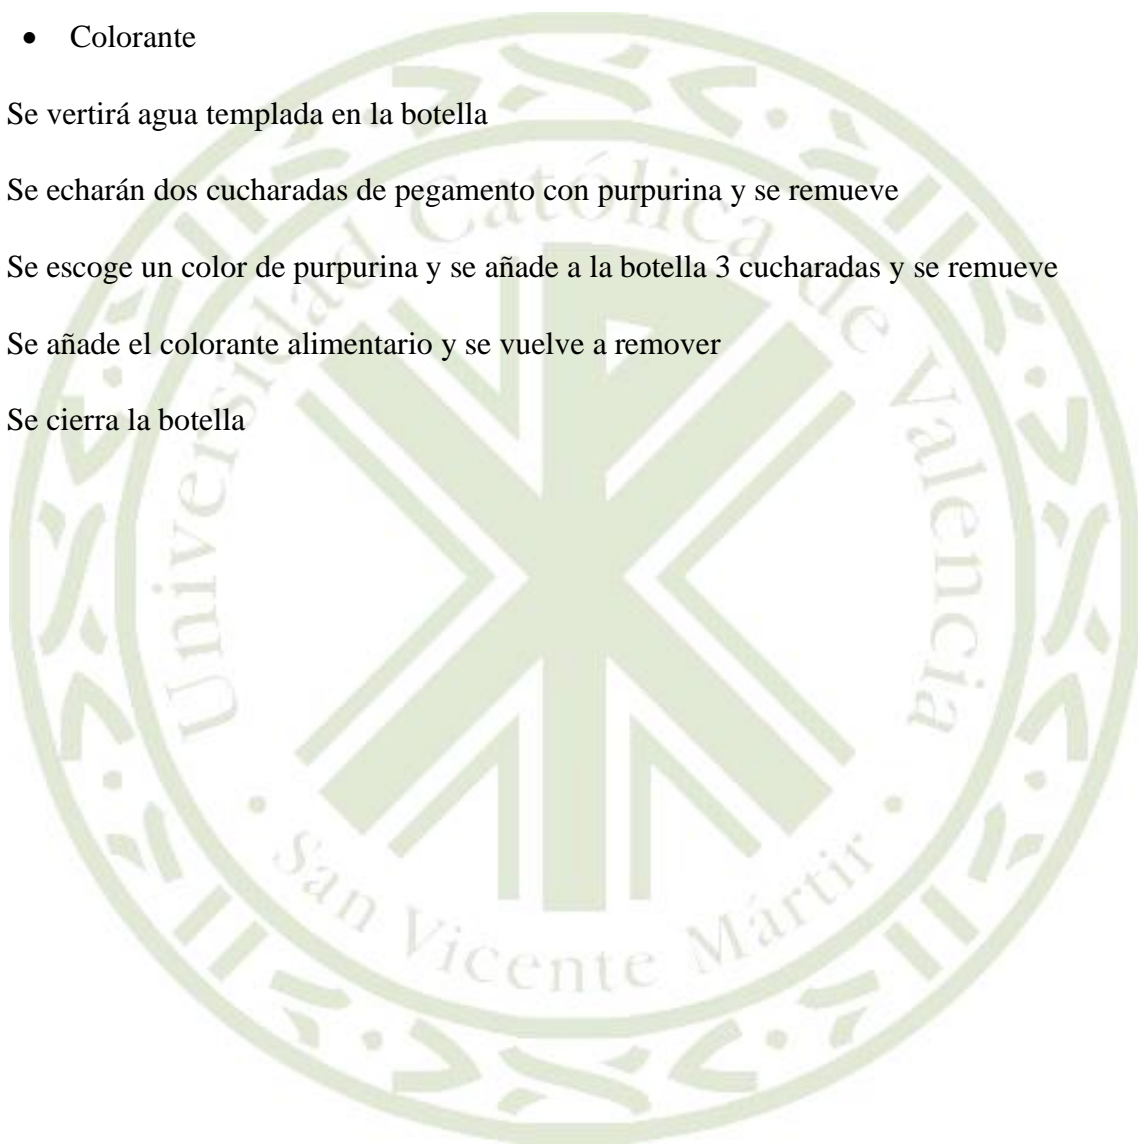 • Colorante
Se vertirá agua templada en la botella
Se echarán dos cucharadas de pegamento con purpurina y se remueve
Se escoge un color de purpurina y se añade a la botella 3 cucharadas y se remueve
Se añade el colorante alimentario y se vuelve a remover
Se cierra la botella
Universidad Católica de Valencia
• San Vicente Mártir •